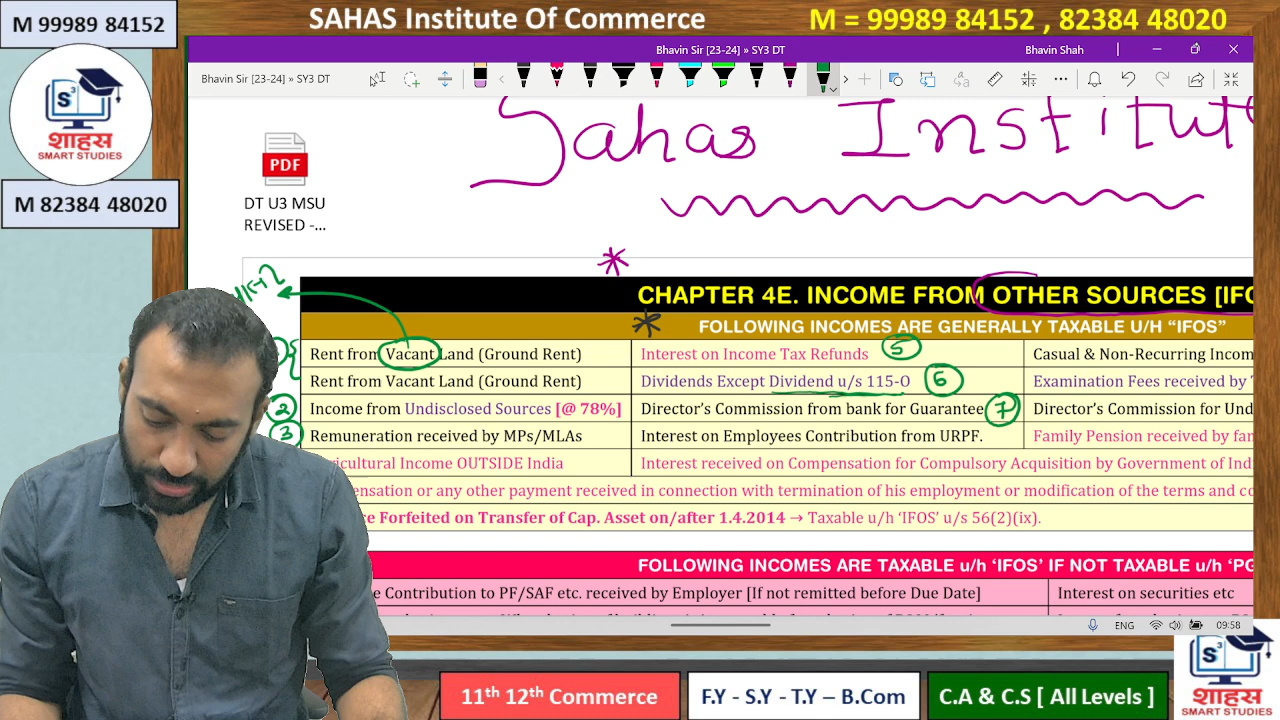 M 99989 84152
SAHAS Institute Of Commerce
M = 99989 84152 , 82384 48020
S³
शाहस
SMART STUDIES
M 82384 48020
Bhavin Sir [23-24] » SY3 DT
Bhavin Shah
Bhavin Sir [23-24] » SY3 DT
Sahas Institut
PDF
DT U3 MSU
REVISED -...
CHAPTER 4E. INCOME FROM OTHER SOURCES [IFO
FOLLOWING INCOMES ARE GENERALLY TAXABLE U/H “IFOS”
Rent from Vacant Land (Ground Rent)
Interest on Income Tax Refunds 5
Casual & Non-Recurring Incom
Rent from Vacant Land (Ground Rent)
Dividends Except Dividend u/s 115-O 6
Examination Fees received by
2 Income from Undisclosed Sources [@ 78%]
Director’s Commission from bank for Guarantee 7
Director’s Commission for Und
3 Remuneration received by MPs/MLAs
Interest on Employees Contribution from URPF.
Family Pension received by fam
ricultural Income OUTSIDE India
Interest received on Compensation for Compulsory Acquisition by Government of Ind
ensation or any other payment received in connection with termination of his employment or modification of the terms and co
e Forfeited on Transfer of Cap. Asset on/after 1.4.2014 → Taxable u/h ‘IFOS’ u/s 56(2)(ix).
FOLLOWING INCOMES ARE TAXABLE u/h ‘IFOS’ IF NOT TAXABLE u/h ‘PG
e Contribution to PF/SAF etc. received by Employer [If not remitted before Due Date]
Interest on securities etc
ENG
09:58
11th 12th Commerce
F.Y - S.Y - T.Y – B.Com
C.A & C.S [ All Levels ]
S³
शाहस
SMART STUDIES